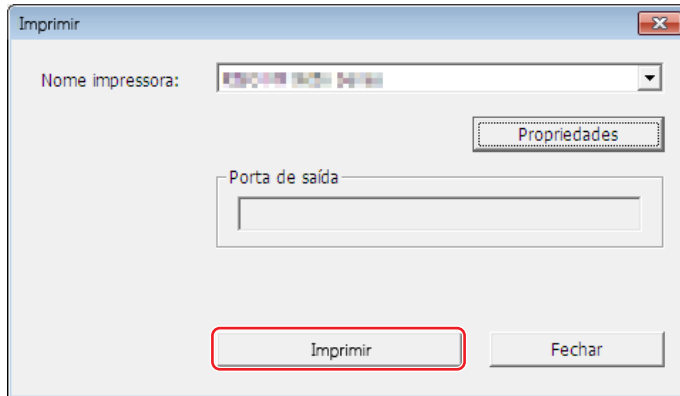 Imprimir
Nome impressora:
Propriedades
Porta de saída
Imprimir
Fechar